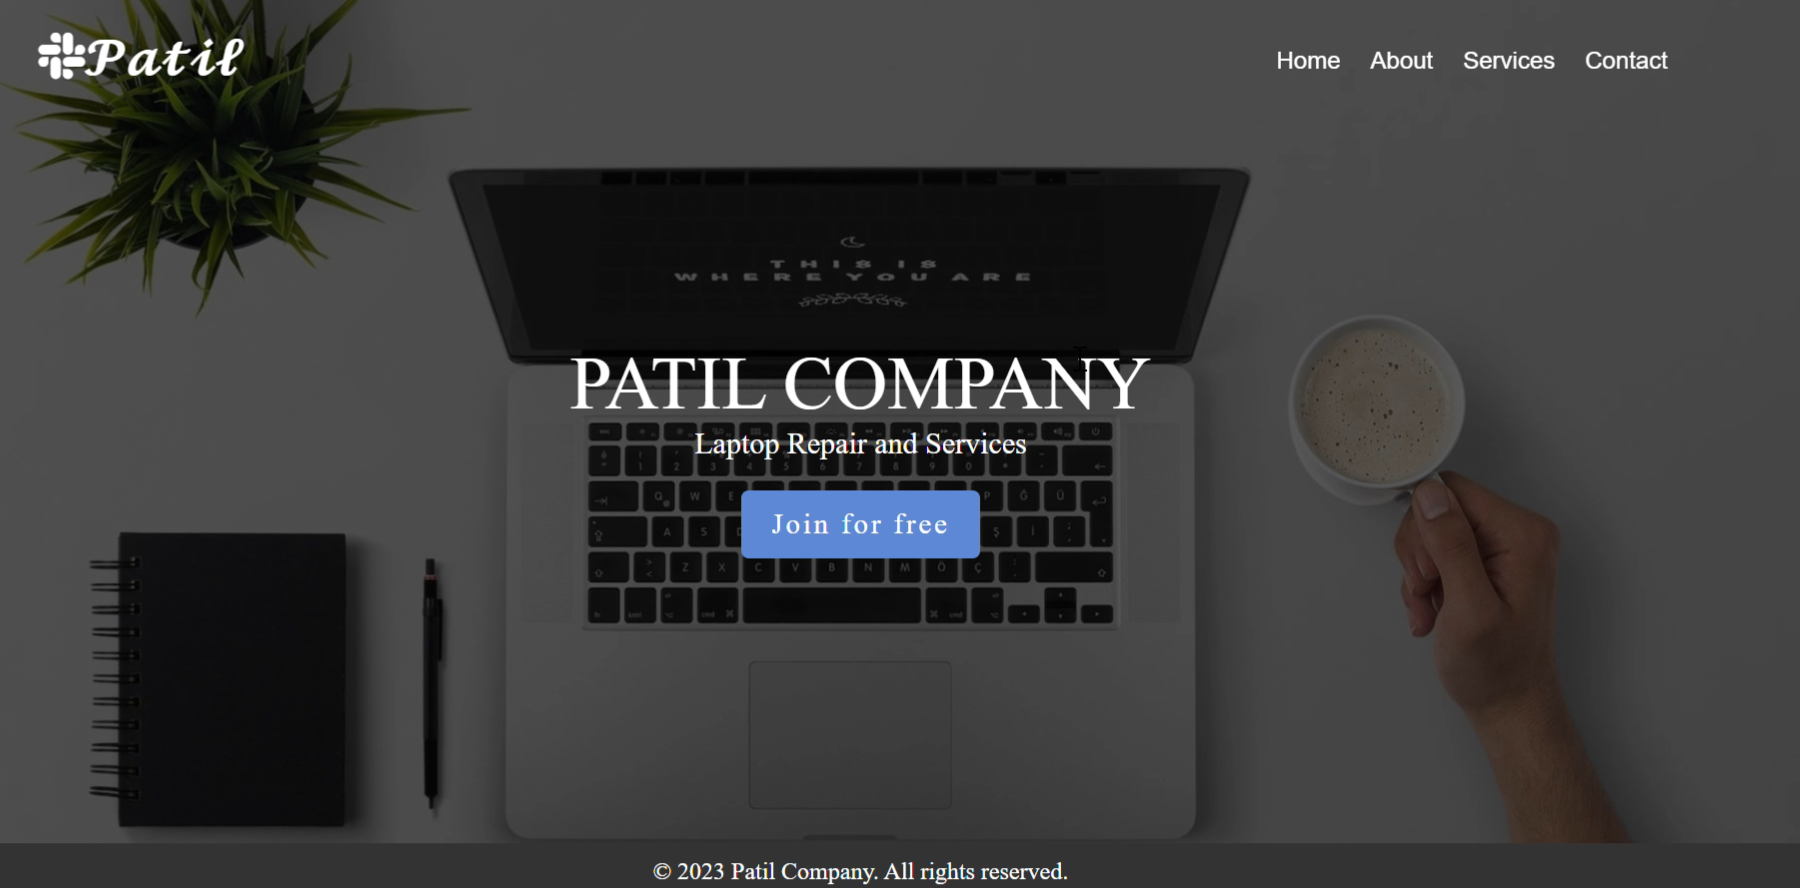 Patil
Home About Services Contact
THIS IS
WHERE YOU ARE
PATIL COMPANY
Laptop Repair and Services
Join for free
© 2023 Patil Company. All rights reserved.